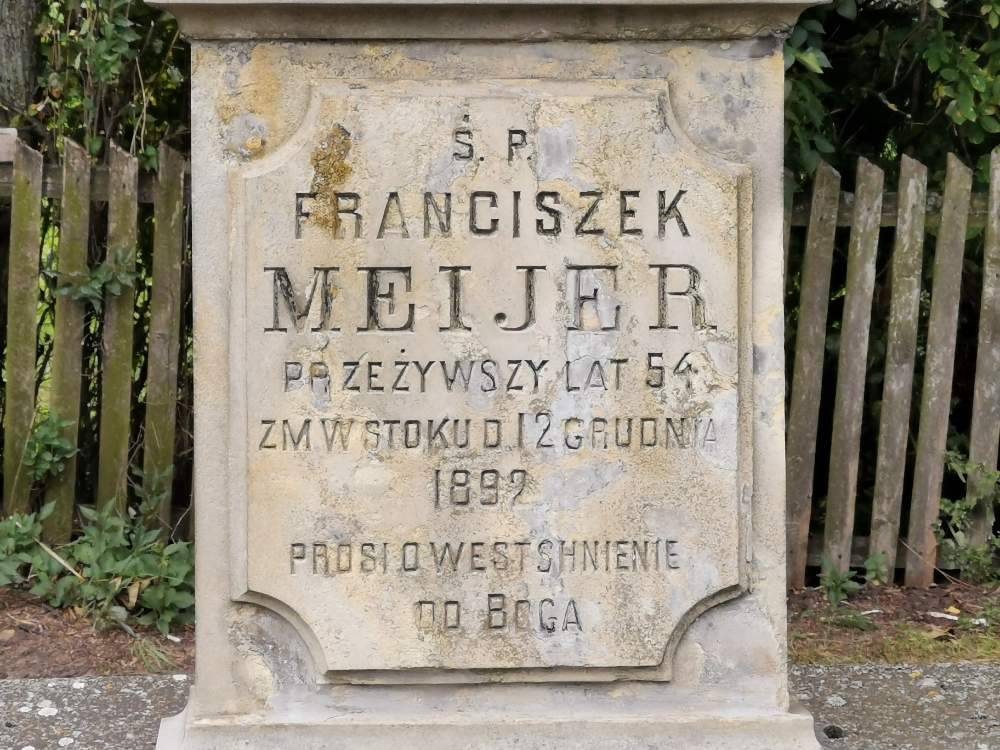 Ś. P.
FRANCISZEK
MEIJER
PRZEŻYWSZY LAT 54
ZM W STOKU D. 12 GRUDNIA
1892
PROSI O WESTSHNIENIE
DO BOGA